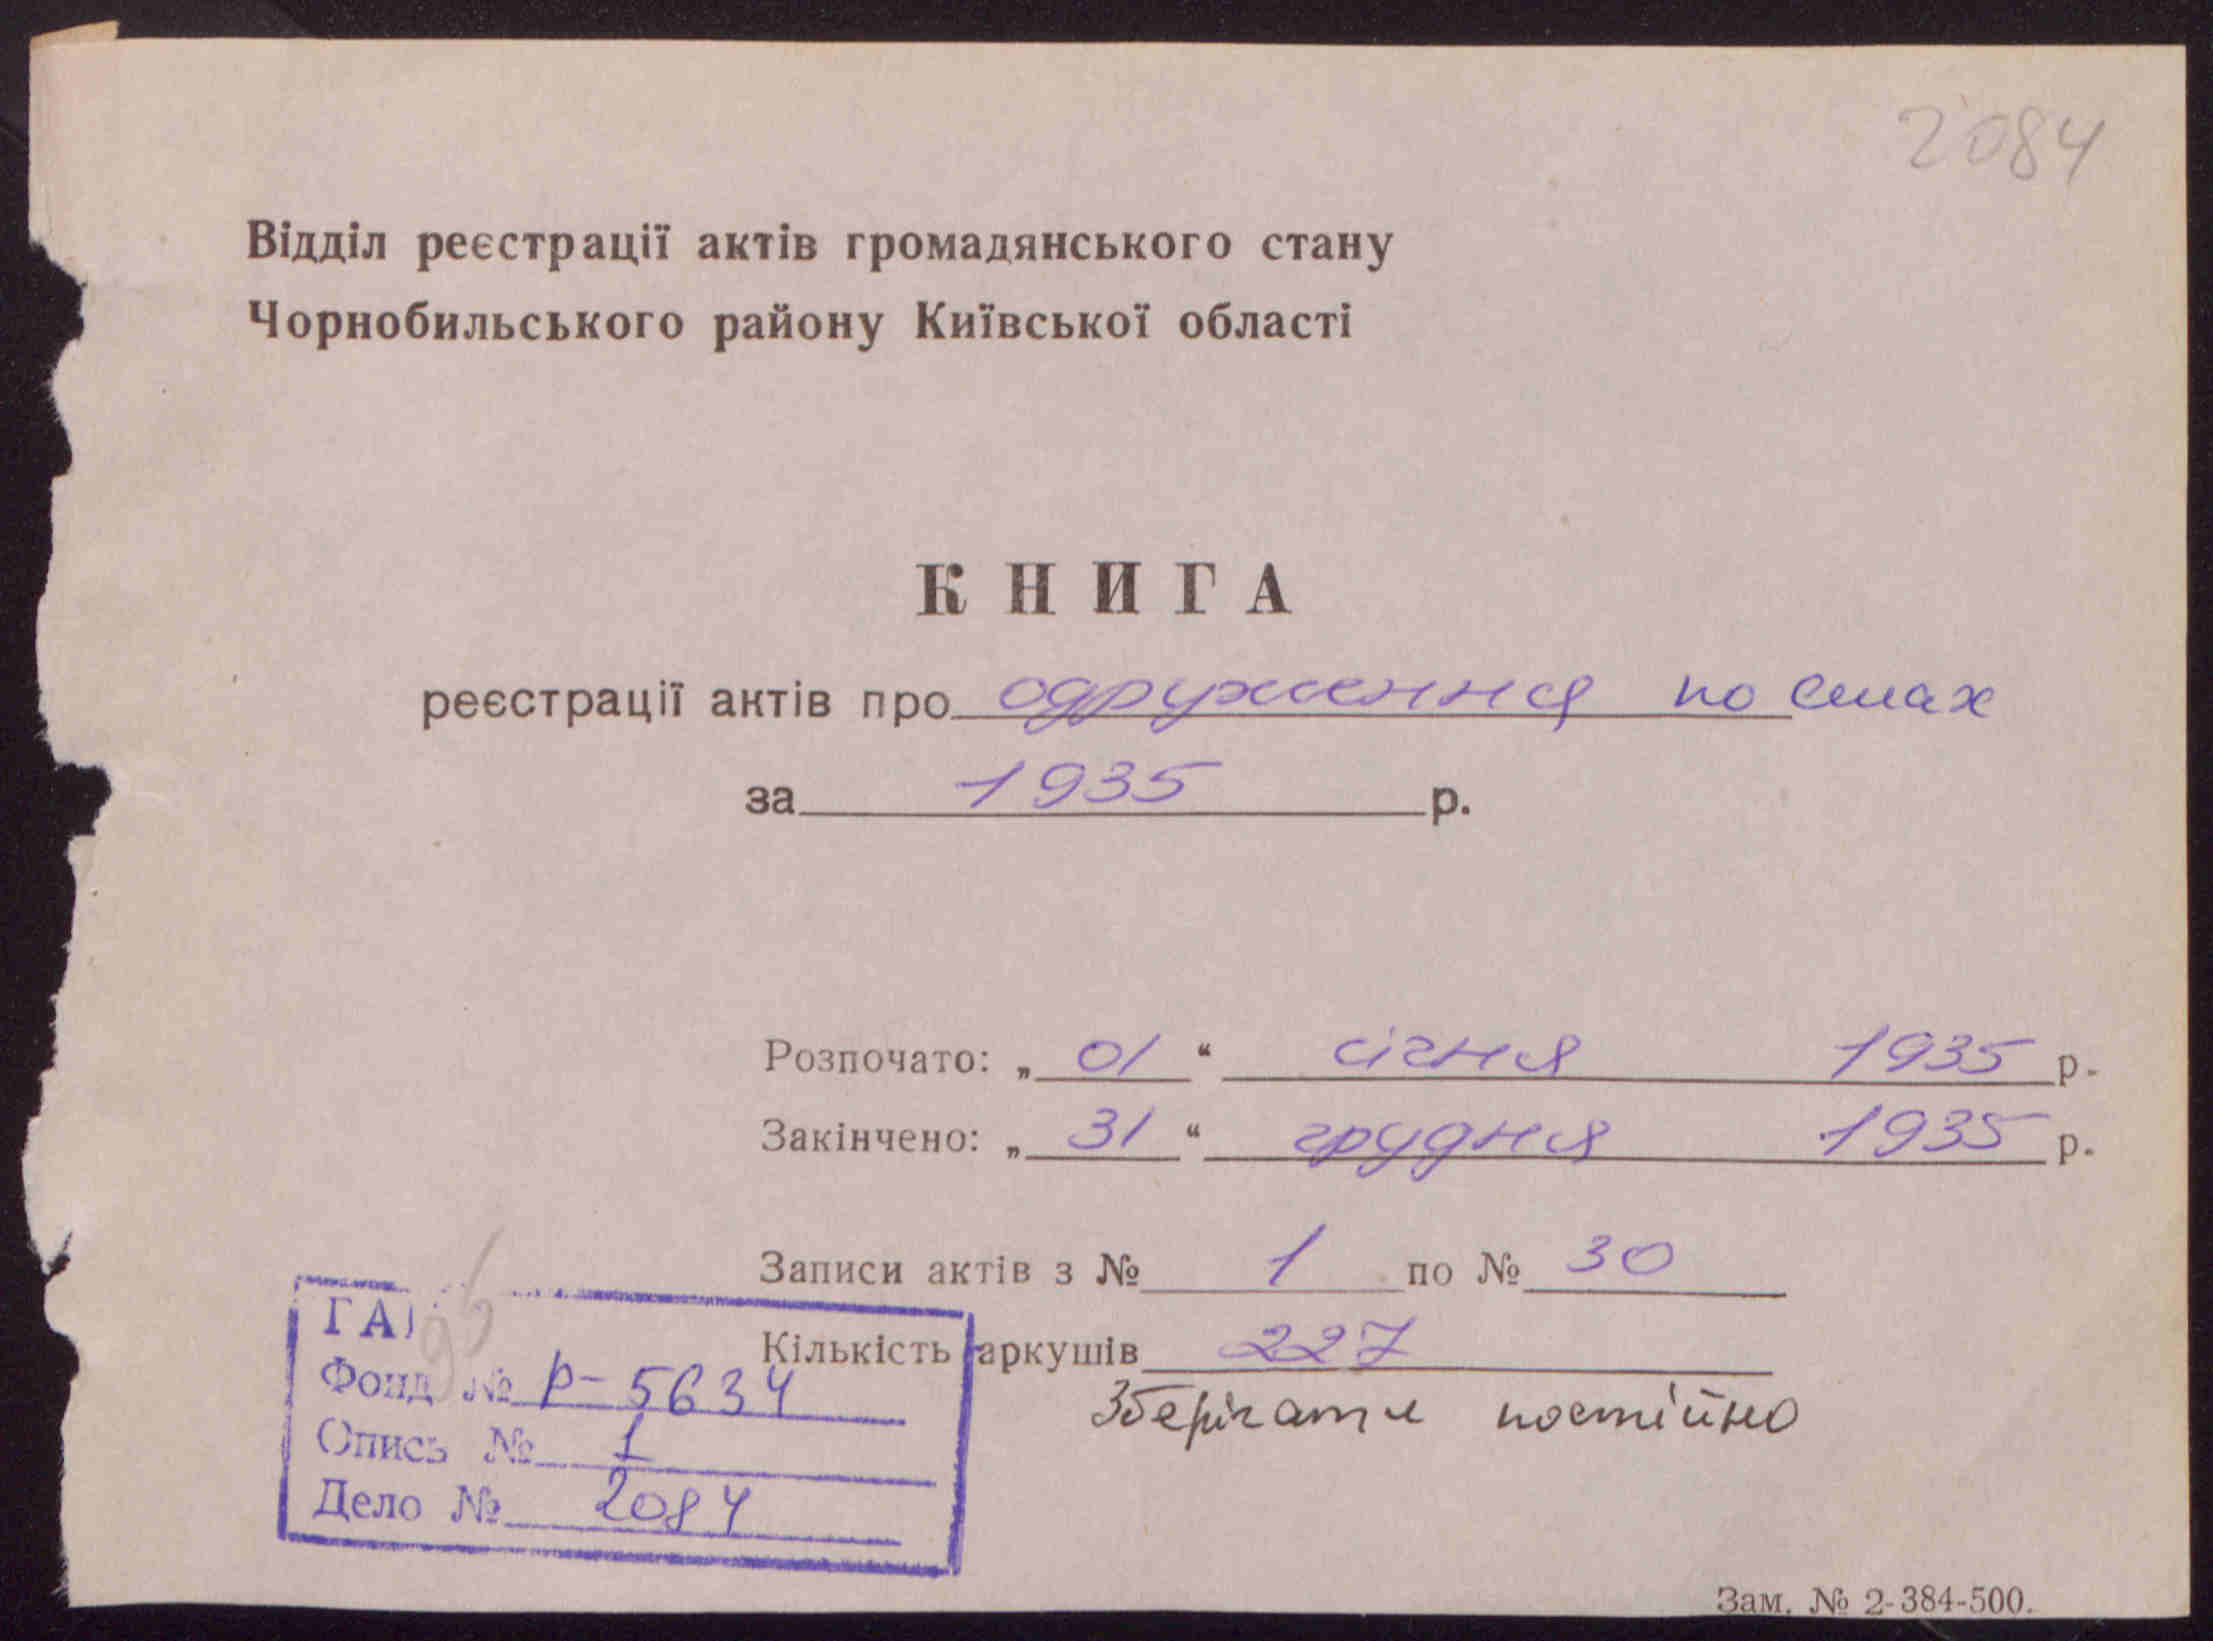 2084
Відділ реєстрації актів громадянського стану
Чорнобильського району Київської області
КНИГА
реєстрації актів про одруження по селах
за 1935 р.
Розпочато: „ 01 “ січня 1935 р.
Закінчено: „ 31 “ грудня 1935 р.
Записи актів з № 1 по № 30
Кількість аркушів 227
Зберігати постійно
ГА
Фонд № Р-5634
Опись № 1
Дело № 2084
Зам. № 2-384-500.